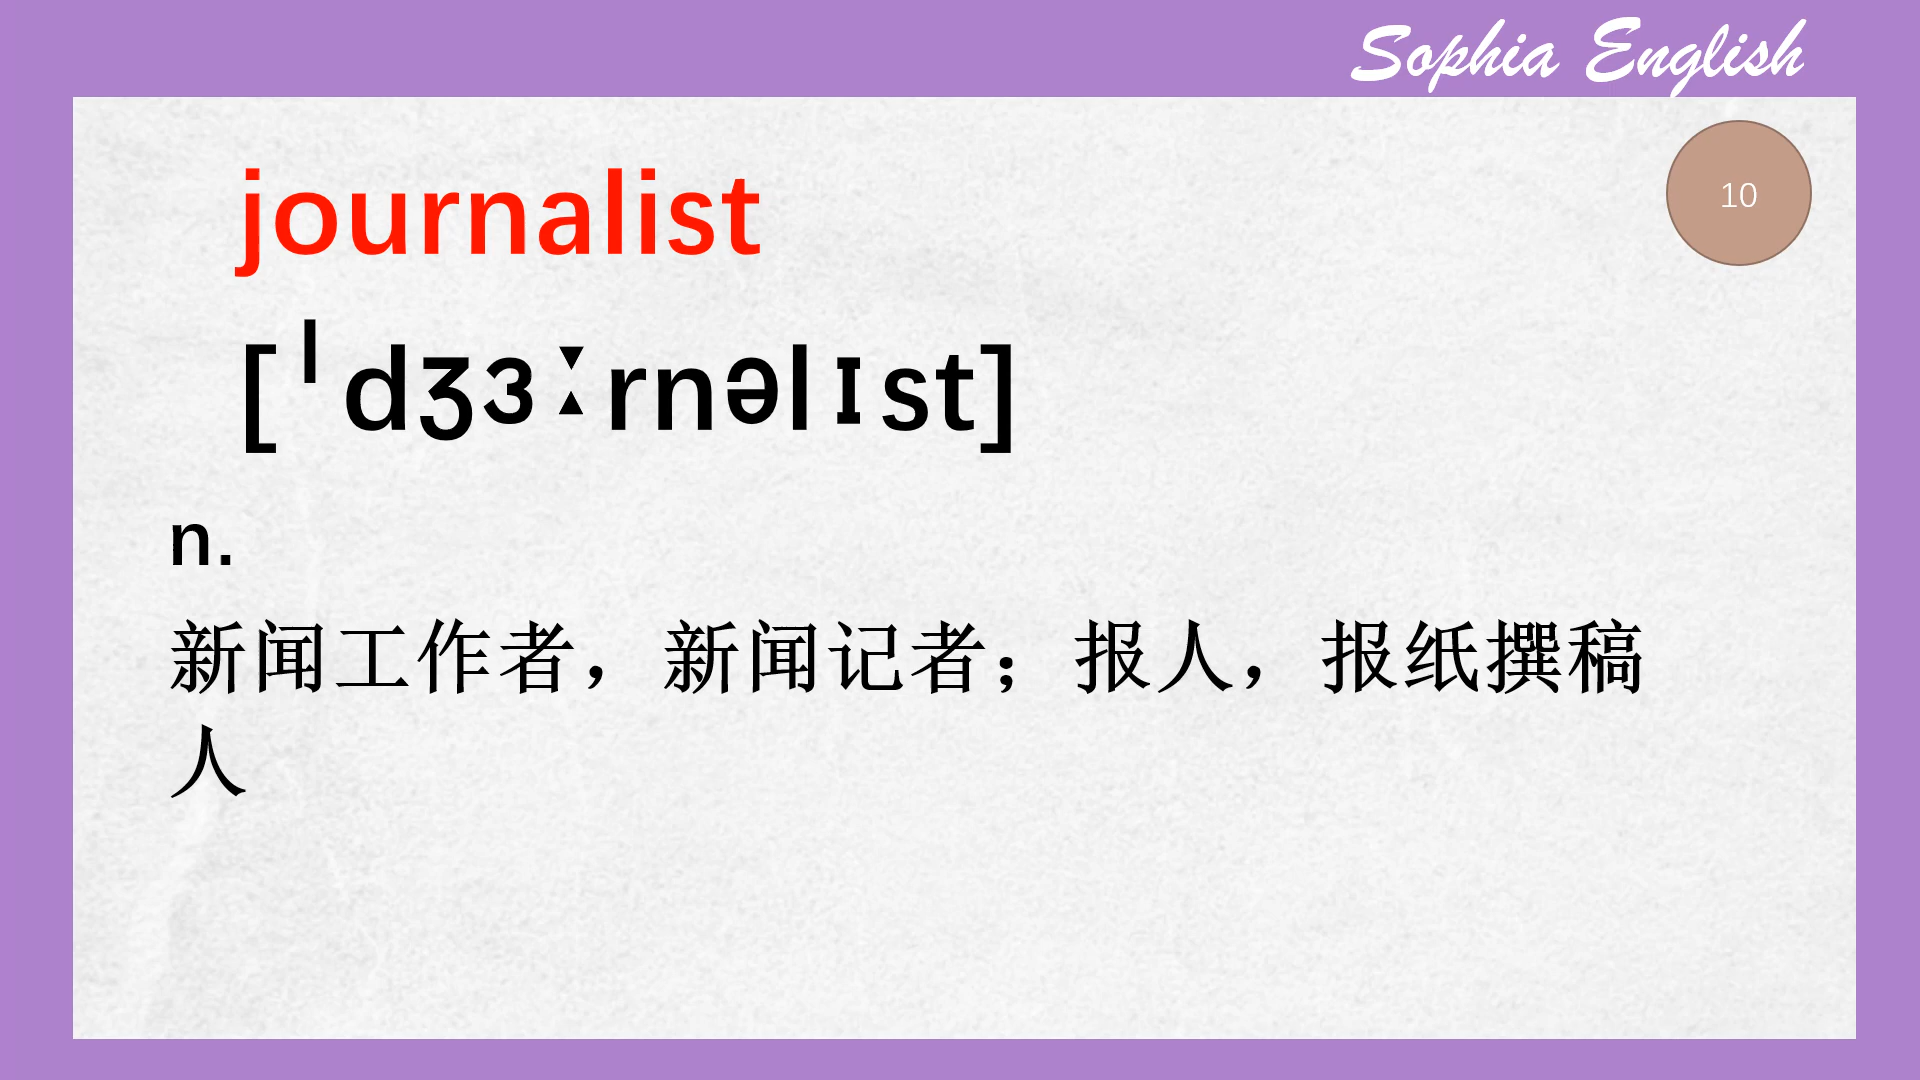 Sophia English
10
journalist
[ˈdʒɜːrnəlɪst]
n.
新闻工作者，新闻记者；报人，报纸撰稿
人